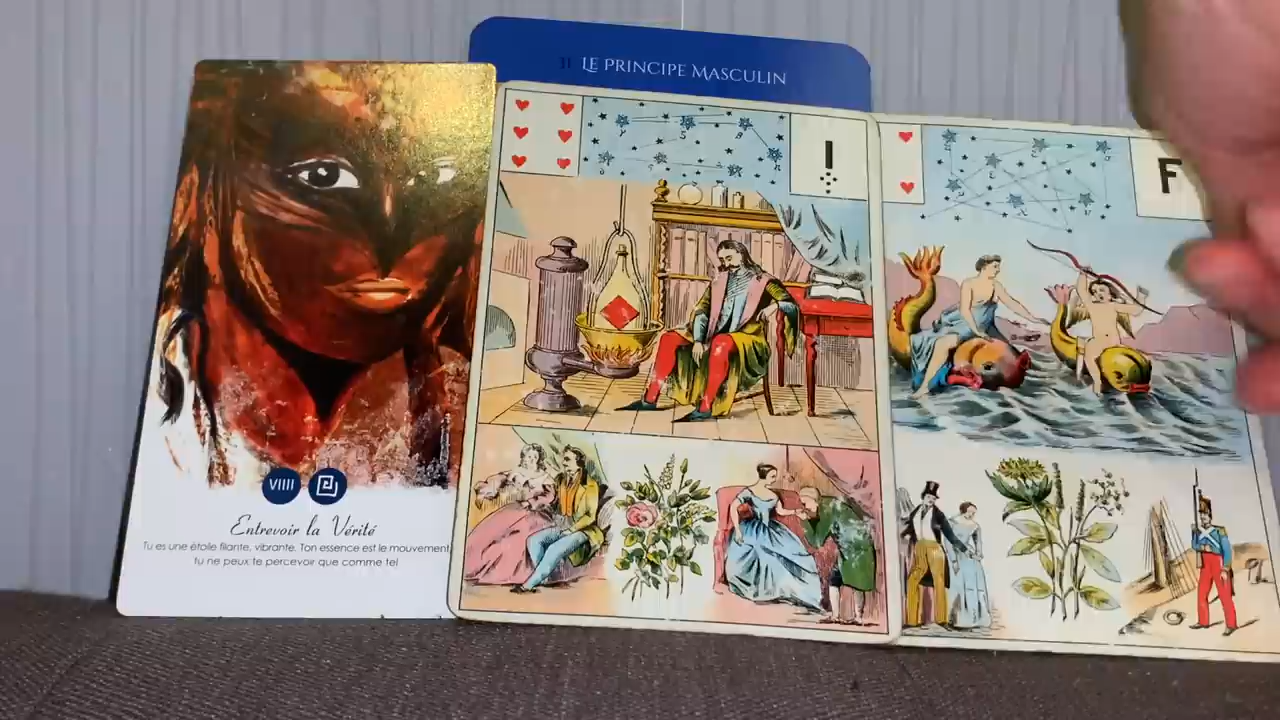 II LE PRINCIPE MASCULIN
!
F
VIIII
Entrevoir la Vérité
Tu es une étoile filante, vibrante. Ton essence est le mouvement
tu ne peux te percevoir que comme tel